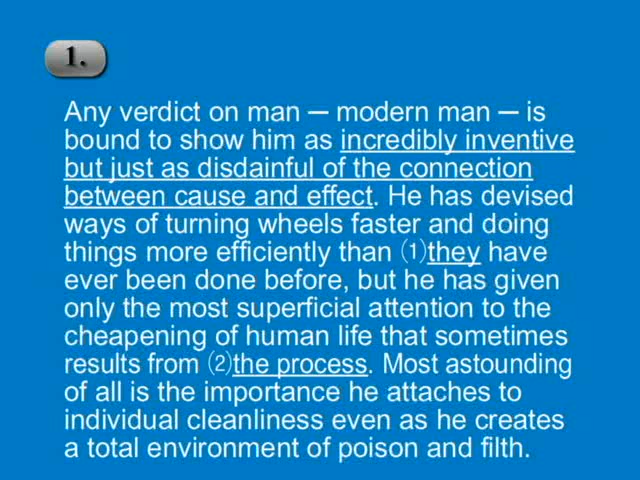 1.
Any verdict on man ─ modern man ─ is
bound to show him as incredibly inventive
but just as disdainful of the connection
between cause and effect. He has devised
ways of turning wheels faster and doing
things more efficiently than ⑴they have
ever been done before, but he has given
only the most superficial attention to the
cheapening of human life that sometimes
results from ⑵the process. Most astounding
of all is the importance he attaches to
individual cleanliness even as he creates
a total environment of poison and filth.